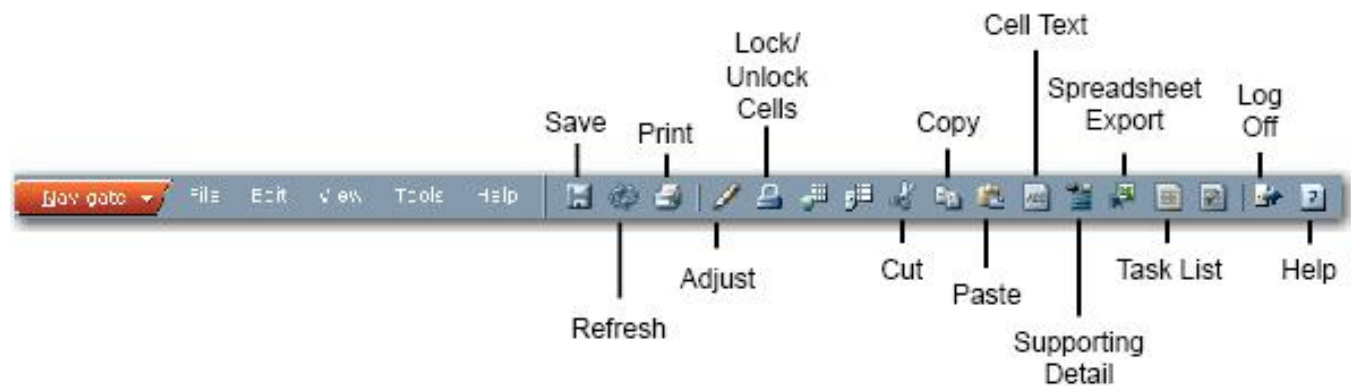 Cell Text
Lock/
Unlock
Cells
Spreadsheet
Export
Log
Off
Save
Print
Copy
Navigate File Edit View Tools Help
Adjust
Cut
Paste
Task List
Help
Refresh
Supporting
Detail